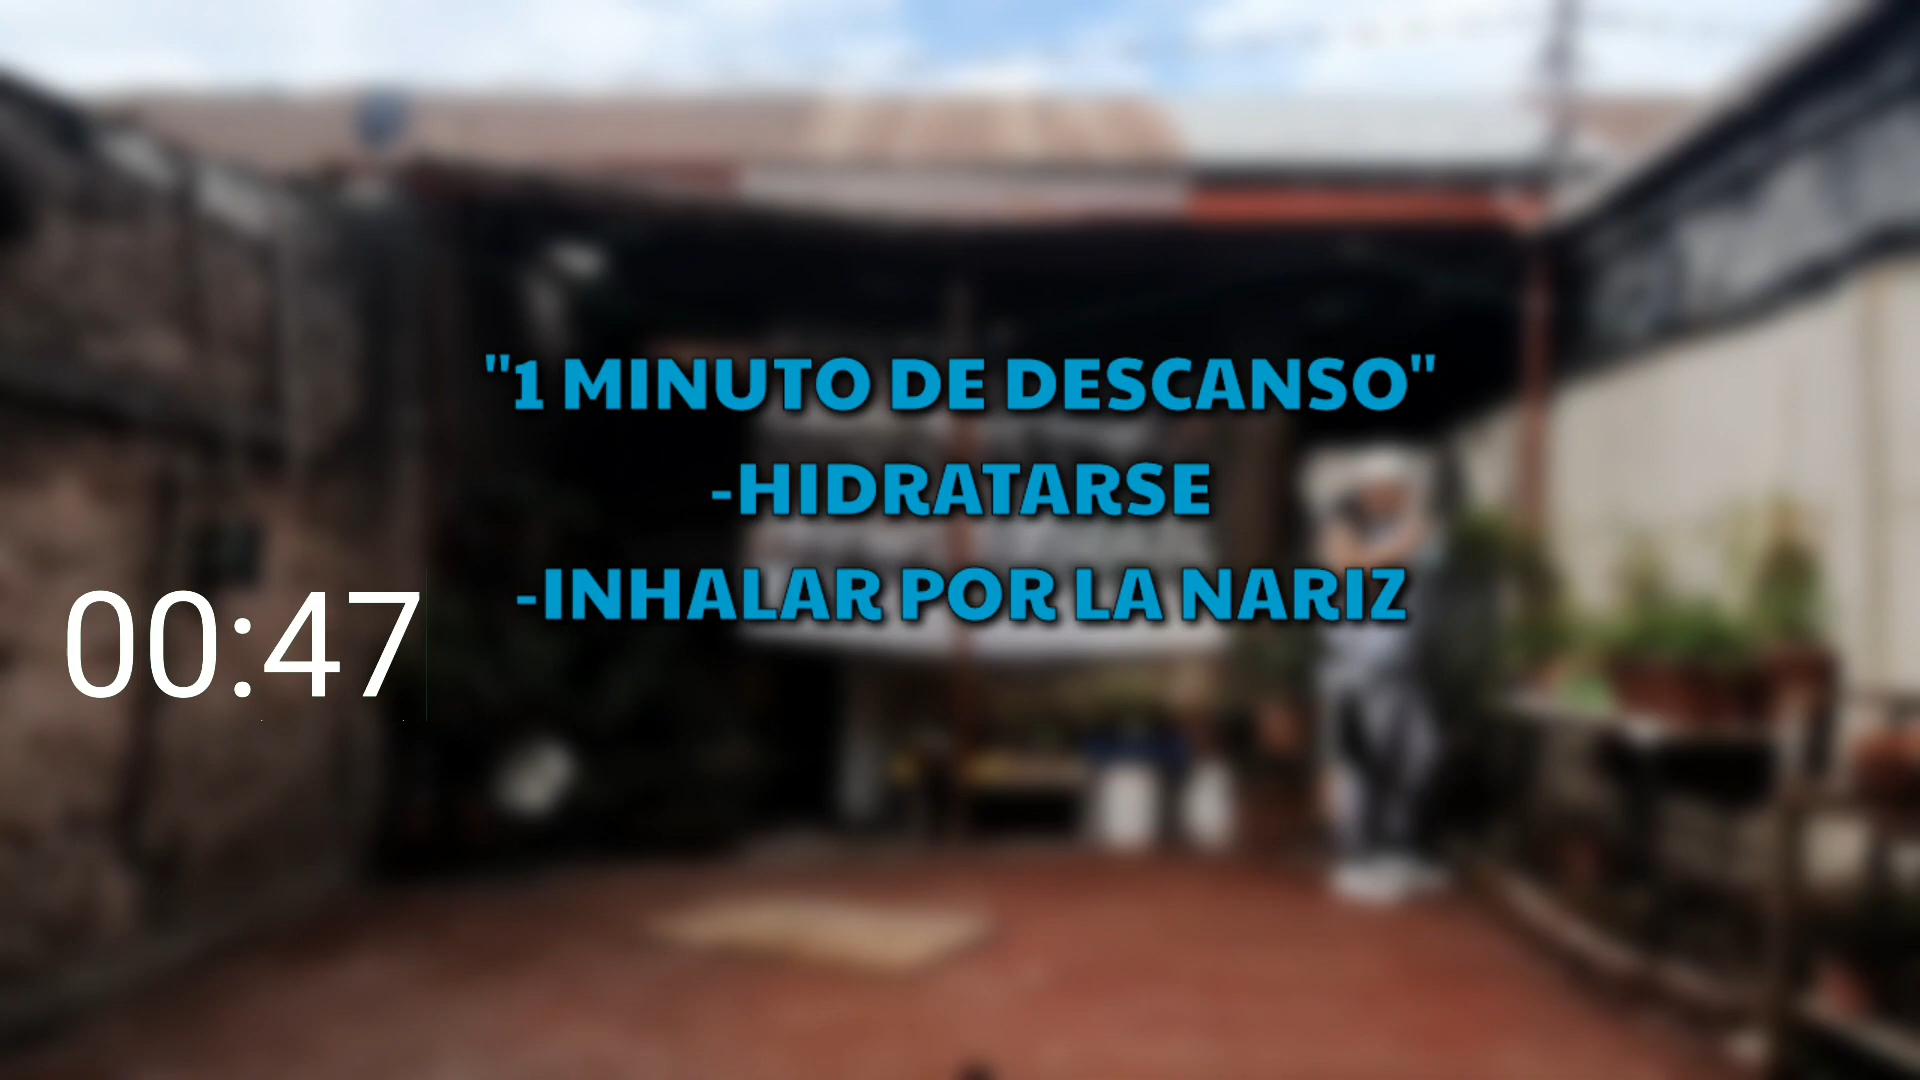 "1 MINUTO DE DESCANSO"
-HIDRATARSE
-INHALAR POR LA NARIZ
00:47